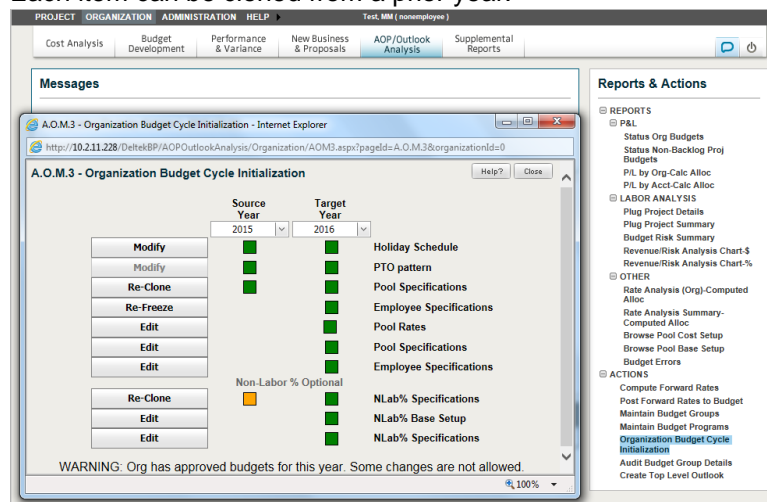 Each item can be cloned from a prior year.
PROJECT ORGANIZATION ADMINISTRATION HELP
Test, MM ( nonemployee )
Cost Analysis
Budget
Development
Performance
& Variance
New Business
& Proposals
AOP/Outlook
Analysis
Supplemental
Reports
Messages
A.O.M.3 - Organization Budget Cycle Initialization - Internet Explorer
http://10.2.11.228/DeltekBP/AOPOutlookAnalysis/Organization/AOM3.aspx?pageId=A.O.M.3&organizationId=0
A.O.M.3 - Organization Budget Cycle Initialization
Help? Close
Source
Year
Target
Year
2015 2016
Modify Holiday Schedule
Modify PTO pattern
Re-Clone Pool Specifications
Re-Freeze Employee Specifications
Edit Pool Rates
Edit Pool Specifications
Edit Employee Specifications
Non-Labor % Optional
Re-Clone NLab% Specifications
Edit NLab% Base Setup
Edit NLab% Specifications
WARNING: Org has approved budgets for this year. Some changes are not allowed.
100%
Reports & Actions
REPORTS
P&L
Status Org Budgets
Status Non-Backlog Proj
Budgets
P/L by Org-Calc Alloc
P/L by Acct-Calc Alloc
LABOR ANALYSIS
Plug Project Details
Plug Project Summary
Budget Risk Summary
Revenue/Risk Analysis Chart-$
Revenue/Risk Analysis Chart-%
OTHER
Rate Analysis (Org)-Computed
Alloc
Rate Analysis Summary-
Computed Alloc
Browse Pool Cost Setup
Browse Pool Base Setup
Budget Errors
ACTIONS
Compute Forward Rates
Post Forward Rates to Budget
Maintain Budget Groups
Maintain Budget Programs
Organization Budget Cycle
Initialization
Audit Budget Group Details
Create Top Level Outlook